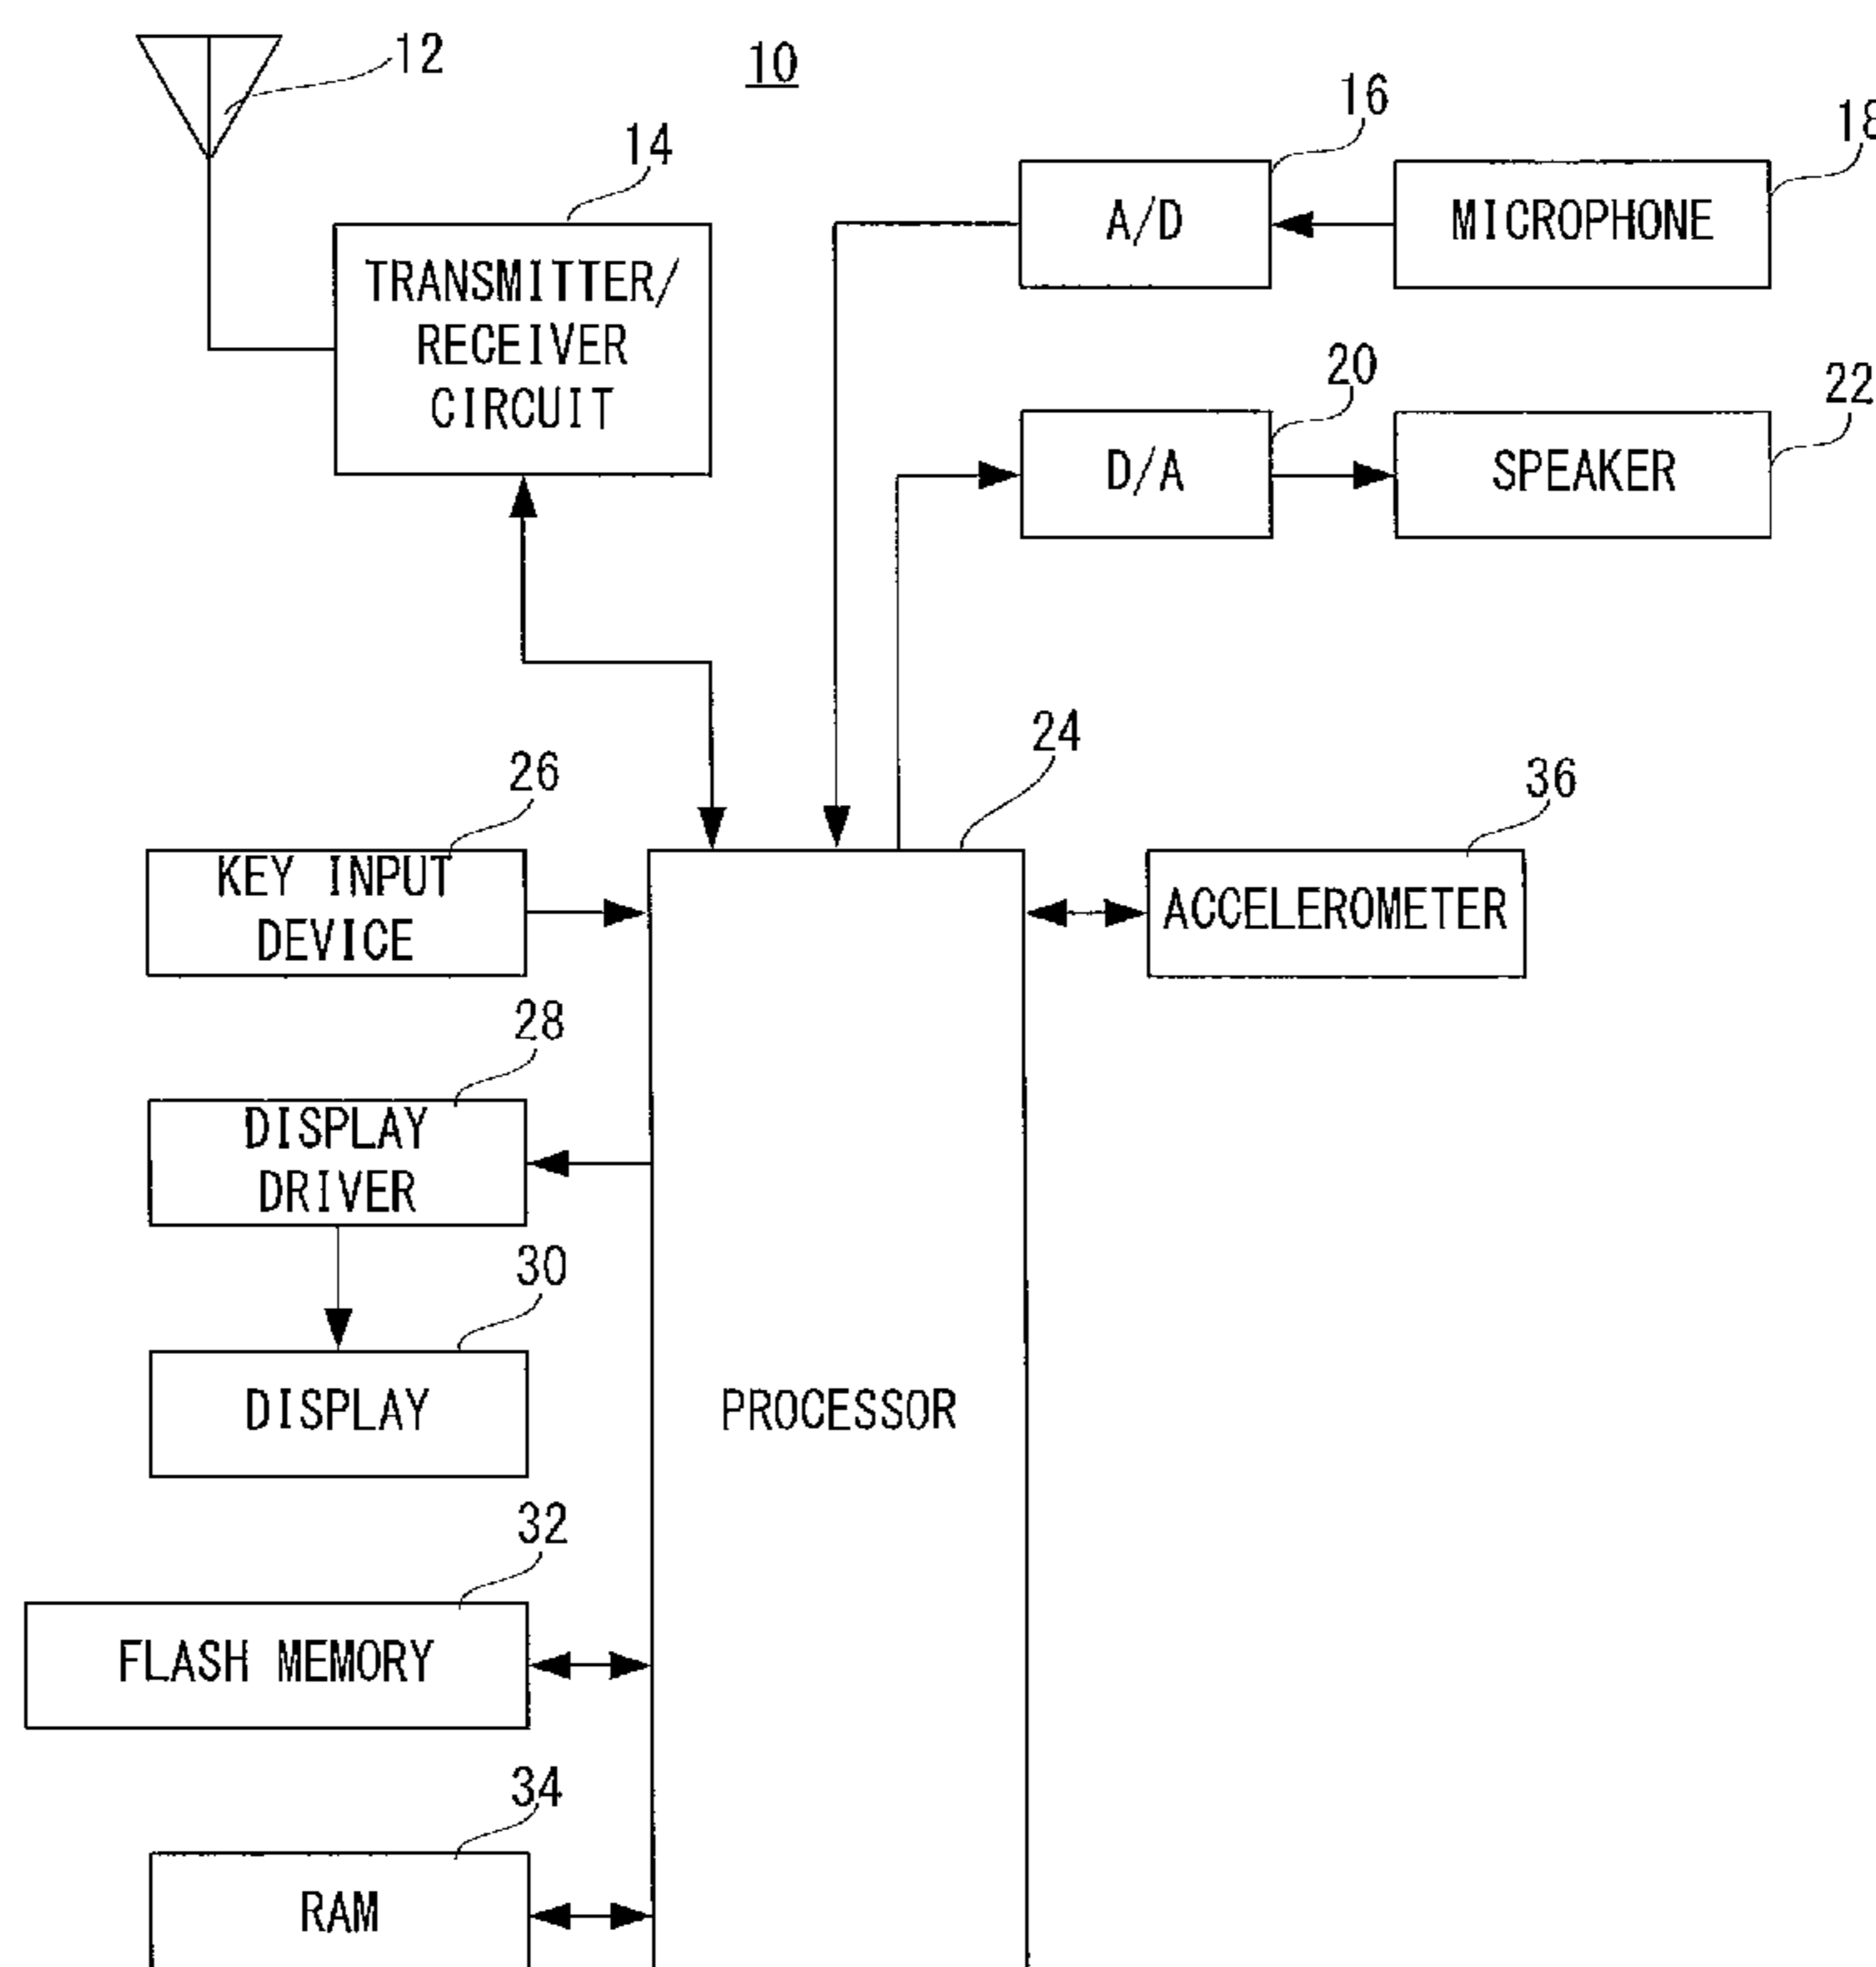 12
10
14
16
18
TRANSMITTER/
RECEIVER
CIRCUIT
A/D
MICROPHONE
20
22
D/A
SPEAKER
24
26
36
KEY INPUT
DEVICE
ACCELEROMETER
28
DISPLAY
DRIVER
30
DISPLAY
PROCESSOR
32
FLASH MEMORY
34
RAM